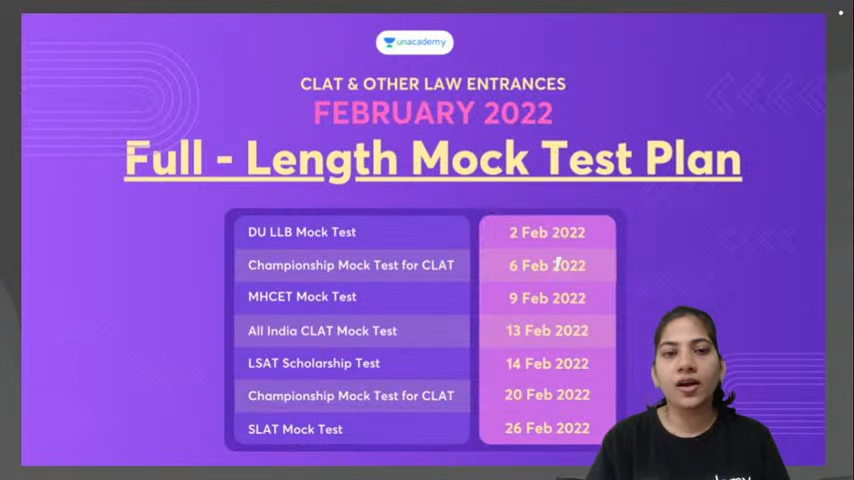 unacademy
CLAT & OTHER LAW ENTRANCES
FEBRUARY 2022
Full - Length Mock Test Plan
DU LLB Mock Test 2 Feb 2022
Championship Mock Test for CLAT 6 Feb 2022
MHCET Mock Test 9 Feb 2022
All India CLAT Mock Test 13 Feb 2022
LSAT Scholarship Test 14 Feb 2022
Championship Mock Test for CLAT 20 Feb 2022
SLAT Mock Test 26 Feb 2022